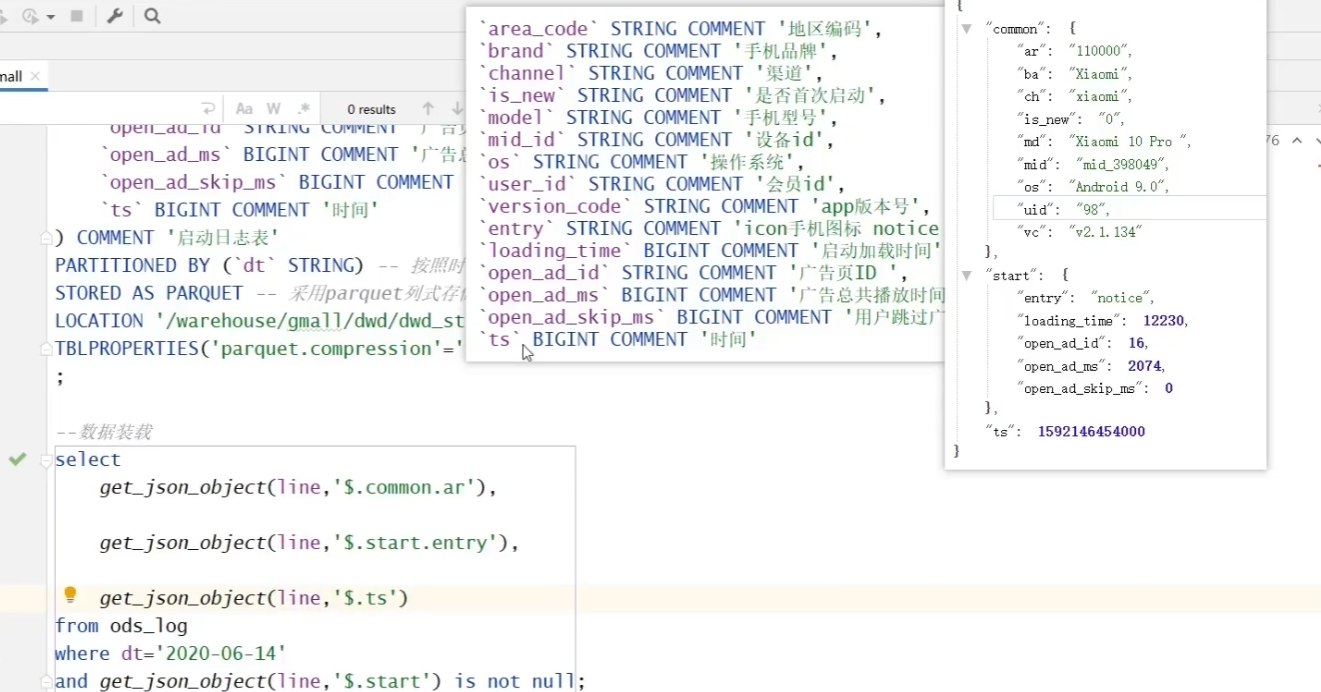 mall
Aa W .* 0 results
`open_ad_id` STRING COMMENT '广告页
`open_ad_ms` BIGINT COMMENT '广告总
`open_ad_skip_ms` BIGINT COMMENT
`ts` BIGINT COMMENT '时间'
) COMMENT '启动日志表'
PARTITIONED BY (`dt` STRING) -- 按照时
STORED AS PARQUET -- 采用parquet列式存
LOCATION '/warehouse/gmall/dwd/dwd_st
TBLPROPERTIES('parquet.compression'='
;
--数据装载
select
get_json_object(line,'$.common.ar'),
get_json_object(line,'$.start.entry'),
get_json_object(line,'$.ts')
from ods_log
where dt='2020-06-14'
and get_json_object(line,'$.start') is not null;
`area_code` STRING COMMENT '地区编码',
`brand` STRING COMMENT '手机品牌',
`channel` STRING COMMENT '渠道',
`is_new` STRING COMMENT '是否首次启动',
`model` STRING COMMENT '手机型号',
`mid_id` STRING COMMENT '设备id',
`os` STRING COMMENT '操作系统',
`user_id` STRING COMMENT '会员id',
`version_code` STRING COMMENT 'app版本号',
`entry` STRING COMMENT 'icon手机图标 notice
`loading_time` BIGINT COMMENT '启动加载时间'
`open_ad_id` STRING COMMENT '广告页ID ',
`open_ad_ms` BIGINT COMMENT '广告总共播放时间
`open_ad_skip_ms` BIGINT COMMENT '用户跳过广
`ts` BIGINT COMMENT '时间'
{
"common": {
"ar": "110000",
"ba": "Xiaomi",
"ch": "xiaomi",
"is_new": "0",
"md": "Xiaomi 10 Pro ",
"mid": "mid_398049",
"os": "Android 9.0",
"uid": "98",
"vc": "v2.1.134"
},
"start": {
"entry": "notice",
"loading_time": 12230,
"open_ad_id": 16,
"open_ad_ms": 2074,
"open_ad_skip_ms": 0
},
"ts": 1592146454000
}
76